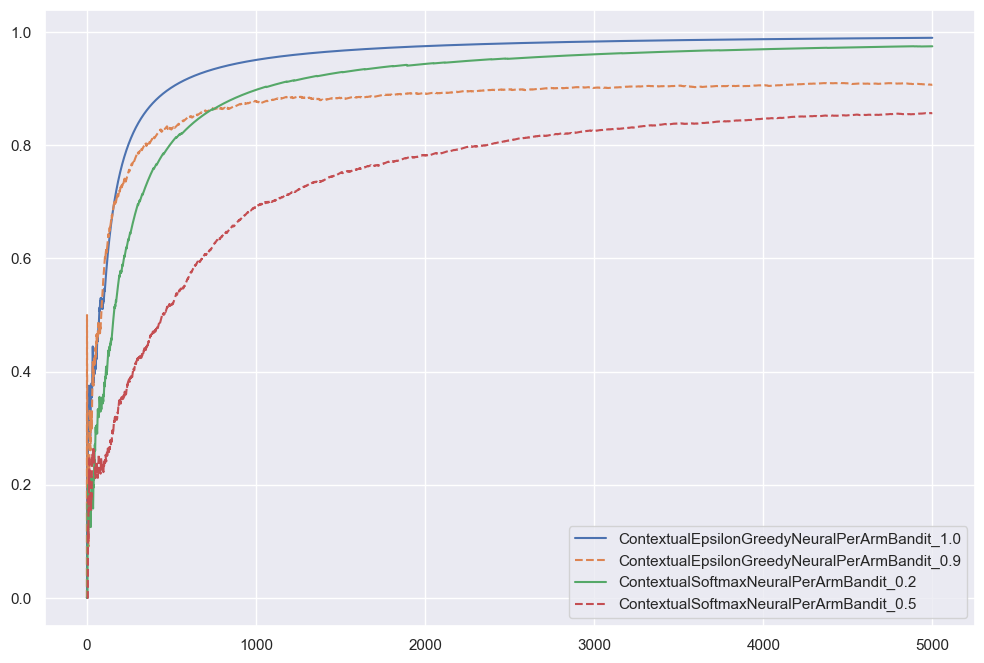 1.0
0.8
0.6
0.4
0.2
0.0
0 1000 2000 3000 4000 5000
ContextualEpsilonGreedyNeuralPerArmBandit_1.0
ContextualEpsilonGreedyNeuralPerArmBandit_0.9
ContextualSoftmaxNeuralPerArmBandit_0.2
ContextualSoftmaxNeuralPerArmBandit_0.5